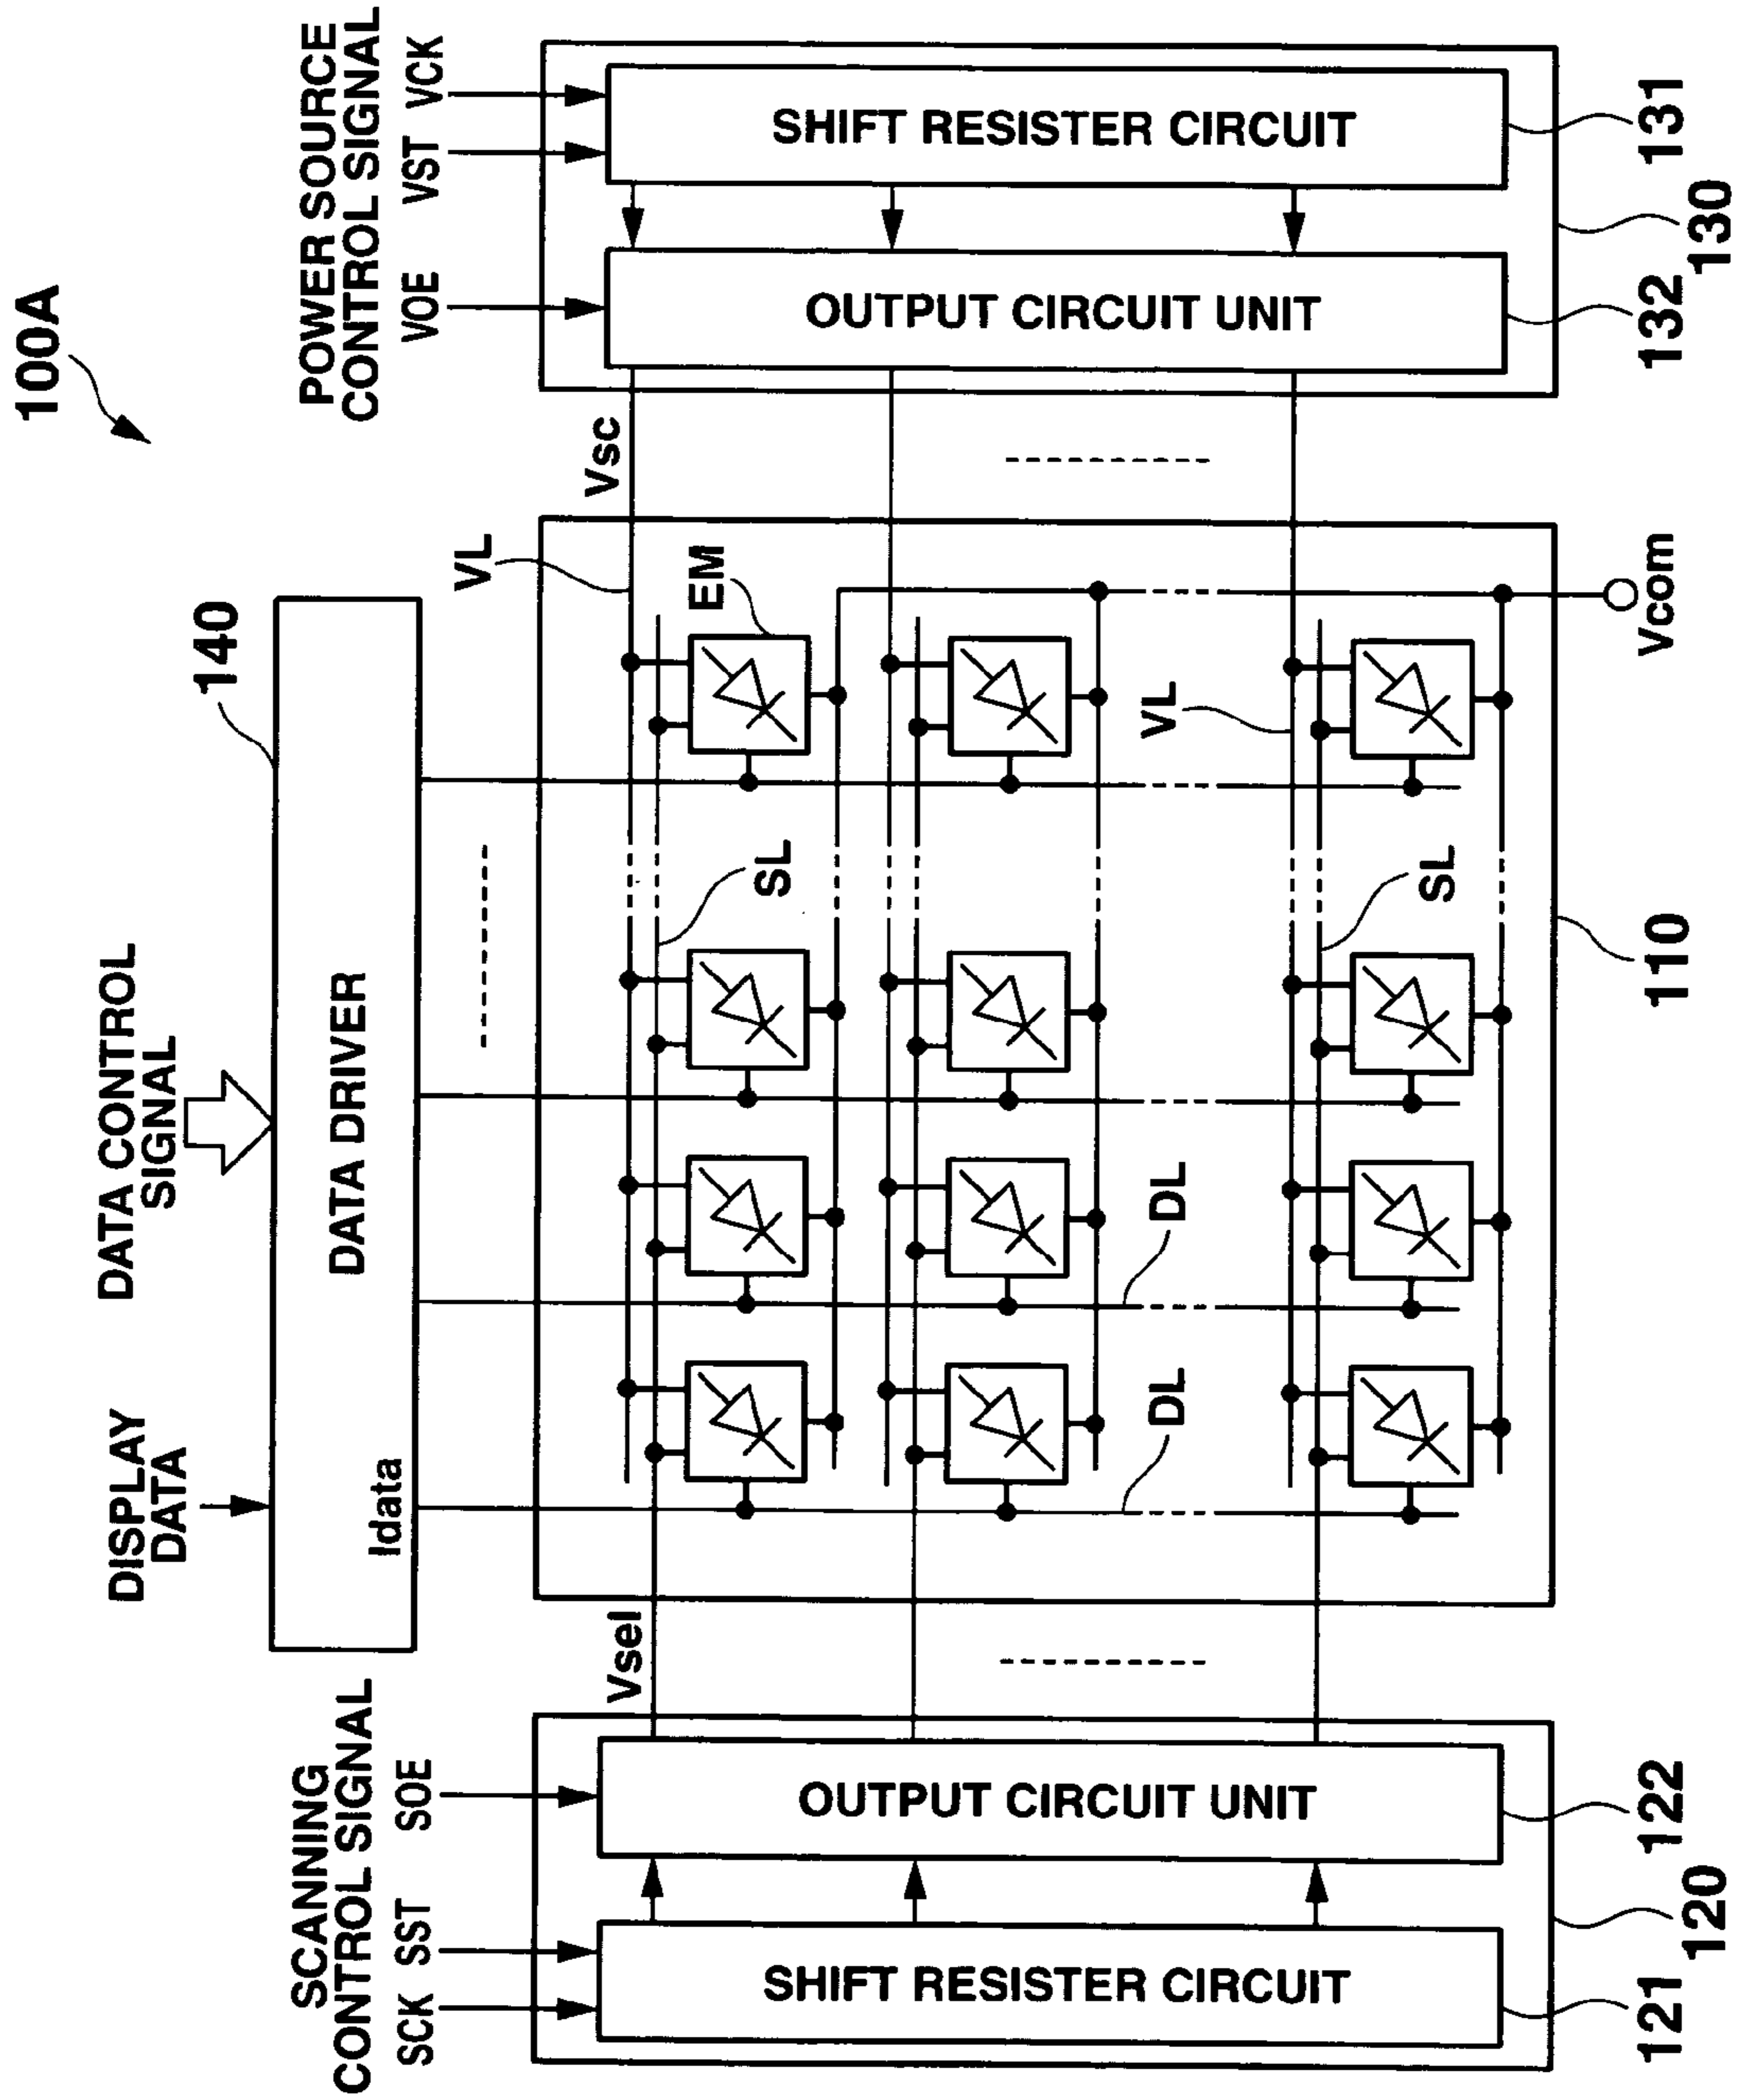 100A
DISPLAY
DATA
DATA CONTROL
SIGNAL
140
DATA DRIVER
Idata
SCANNING
CONTROL SIGNAL
SCK SST SOE
POWER SOURCE
CONTROL SIGNAL
VOE VST VCK
Vsel
VL
Vsc
SHIFT RESISTER CIRCUIT
OUTPUT CIRCUIT UNIT
SL
EM
DL
DL
VL
SL
OUTPUT CIRCUIT UNIT
SHIFT RESISTER CIRCUIT
Vcom
121
122
120
110
132
131
130